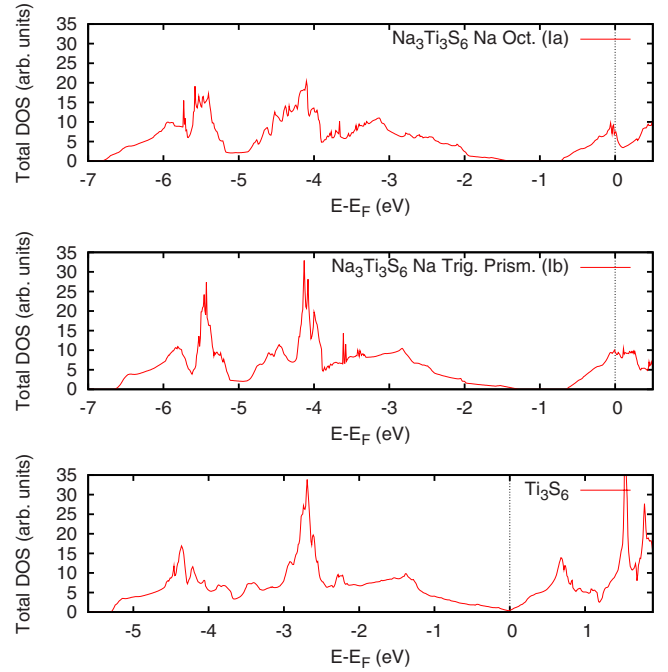 Total DOS (arb. units)
35
30
25
20
15
10
5
0
Na3Ti3S6 Na Oct. (Ia)
-7 -6 -5 -4 -3 -2 -1 0
E-EF (eV)
Total DOS (arb. units)
35
30
25
20
15
10
5
0
Na3Ti3S6 Na Trig. Prism. (Ib)
-7 -6 -5 -4 -3 -2 -1 0
E-EF (eV)
Total DOS (arb. units)
35
30
25
20
15
10
5
0
Ti3S6
-5 -4 -3 -2 -1 0 1
E-EF (eV)